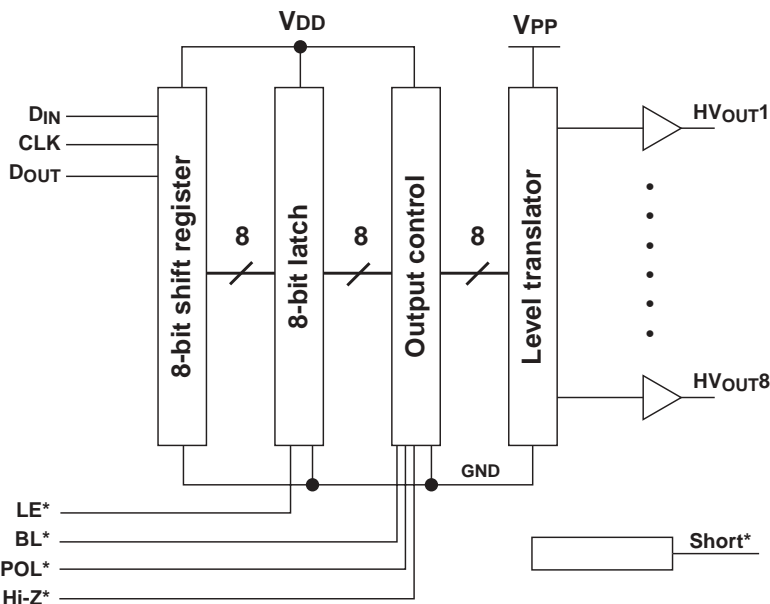 VDD
VPP
DIN
CLK
DOUT
8-bit shift register
8
8-bit latch
8
Output control
8
Level translator
HVOUT1
HVOUT8
GND
LE*
BL*
POL*
Hi-Z*
Short*